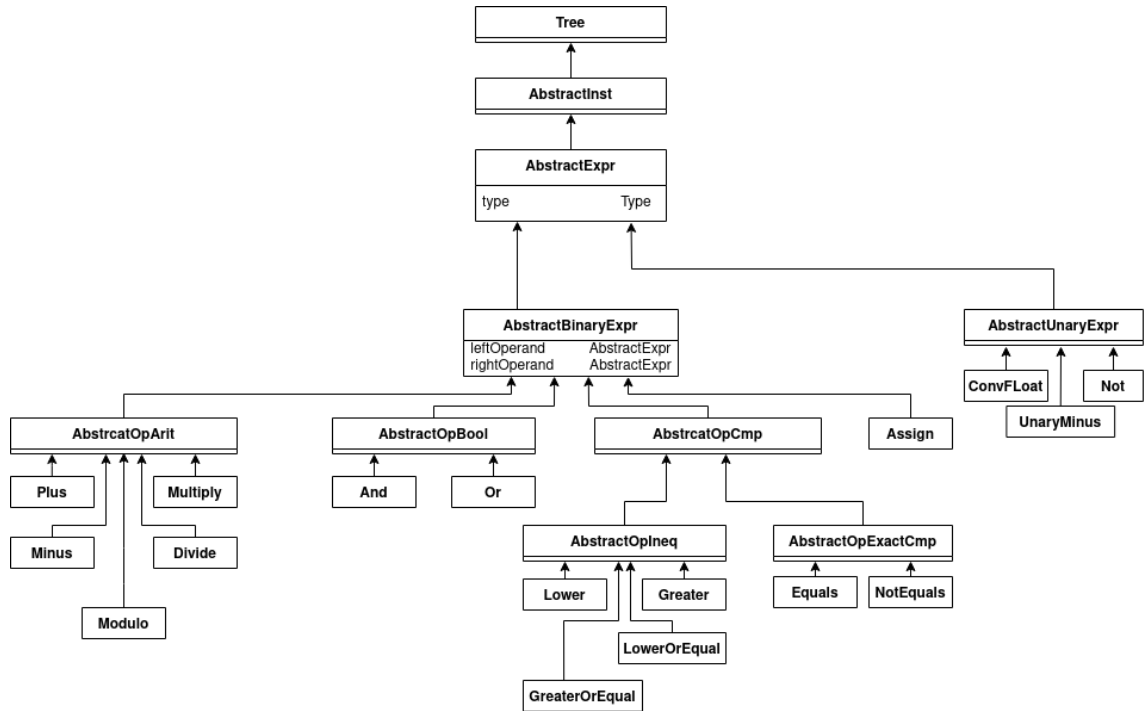 Tree
AbstractInst
AbstractExpr
type Type
AbstractBinaryExpr
leftOperand AbstractExpr
rightOperand AbstractExpr
AbstractUnaryExpr
ConvFLoat
Not
UnaryMinus
AbstrcatOpArit
AbstractOpBool
AbstrcatOpCmp
Assign
Plus
Multiply
And
Or
Minus
Divide
AbstractOpIneq
AbstractOpExactCmp
Lower
Greater
Equals
NotEquals
Modulo
LowerOrEqual
GreaterOrEqual